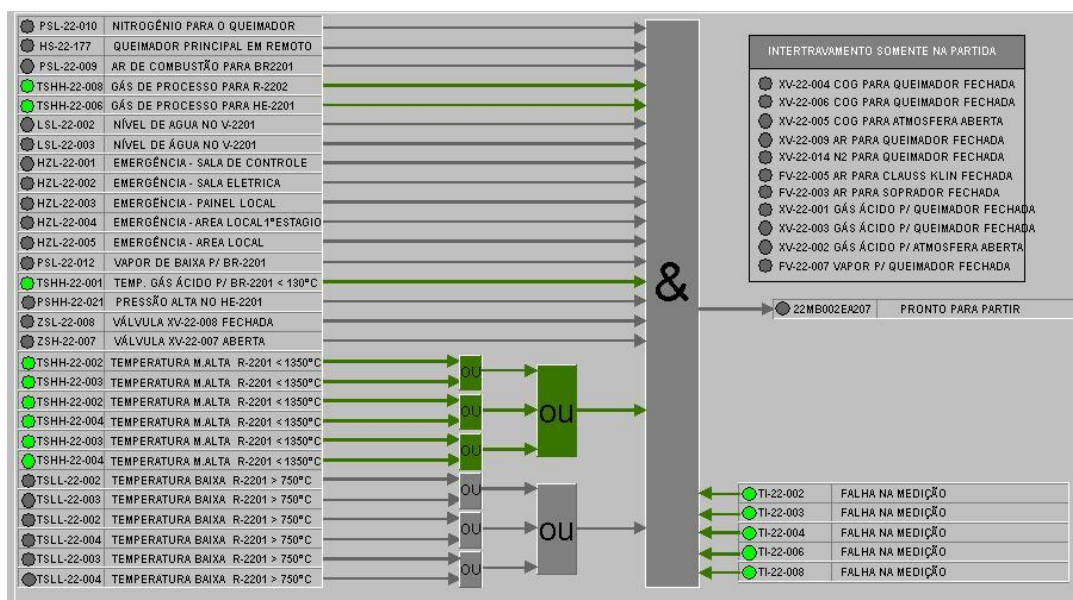 PSL-22-010 NITROGÉNIO PARA O QUEIMADOR
HS-22-177 QUEIMADOR PRINCIPAL EM REMOTO
PSL-22-009 AR DE COMBUSTÃO PARA BR2201
TSHH-22-008 GÁS DE PROCESSO PARA R-2202
TSHH-22-006 GÁS DE PROCESSO PARA HE-2201
LSL-22-002 NÍVEL DE AGUA NO V-2201
LSL-22-003 NÍVEL DE ÁGUA NO V-2201
HZL-22-001 EMERGÊNCIA - SALA DE CONTROLE
HZL-22-002 EMERGÊNCIA - SALA ELETRICA
HZL-22-003 EMERGÊNCIA - PAINEL LOCAL
HZL-22-004 EMERGÊNCIA - AREA LOCAL1ºESTAGIO
HZL-22-005 EMERGÊNCIA - AREA LOCAL
PSL-22-012 VAPOR DE BAIXA P/ BR-2201
TSHH-22-001 TEMP. GÁS ÁCIDO P/ BR-2201 < 130°C
PSHH-22-021 PRESSÃO ALTA NO HE-2201
ZSL-22-008 VÁLVULA XV-22-008 FECHADA
ZSH-22-007 VÁLVULA XV-22-007 ABERTA
TSHH-22-002 TEMPERATURA M.ALTA R-2201 < 1350°C
TSHH-22-003 TEMPERATURA M.ALTA R-2201 < 1350°C
TSHH-22-002 TEMPERATURA M.ALTA R-2201 < 1350°C
TSHH-22-004 TEMPERATURA M.ALTA R-2201 < 1350°C
TSHH-22-003 TEMPERATURA M.ALTA R-2201 < 1350°C
TSHH-22-004 TEMPERATURA M.ALTA R-2201 < 1350°C
TSLL-22-002 TEMPERATURA BAIXA R-2201 > 750°C
TSLL-22-003 TEMPERATURA BAIXA R-2201 > 750°C
TSLL-22-002 TEMPERATURA BAIXA R-2201 > 750°C
TSLL-22-004 TEMPERATURA BAIXA R-2201 > 750°C
TSLL-22-003 TEMPERATURA BAIXA R-2201 > 750°C
TSLL-22-004 TEMPERATURA BAIXA R-2201 > 750°C
ou
ou
ou
ou
ou
ou
ou
ou
&
INTERTRAVAMENTO SOMENTE NA PARTIDA
XV-22-004 COG PARA QUEIMADOR FECHADA
XV-22-006 COG PARA QUEIMADOR FECHADA
XV-22-005 COG PARA ATMOSFERA ABERTA
XV-22-009 AR PARA QUEIMADOR FECHADA
XV-22-014 N2 PARA QUEIMADOR FECHADA
FV-22-005 AR PARA CLAUSS KLIN FECHADA
FV-22-003 AR PARA SOPRADOR FECHADA
XV-22-001 GÁS ÁCIDO P/ QUEIMADOR FECHADA
XV-22-003 GÁS ÁCIDO P/ QUEIMADOR FECHADA
XV-22-002 GÁS ÁCIDO P/ ATMOSFERA ABERTA
FV-22-007 VAPOR P/ QUEIMADOR FECHADA
22MB002EA207 PRONTO PARA PARTIR
TI-22-002 FALHA NA MEDIÇÃO
TI-22-003 FALHA NA MEDIÇÃO
TI-22-004 FALHA NA MEDIÇÃO
TI-22-006 FALHA NA MEDIÇÃO
TI-22-008 FALHA NA MEDIÇÃO